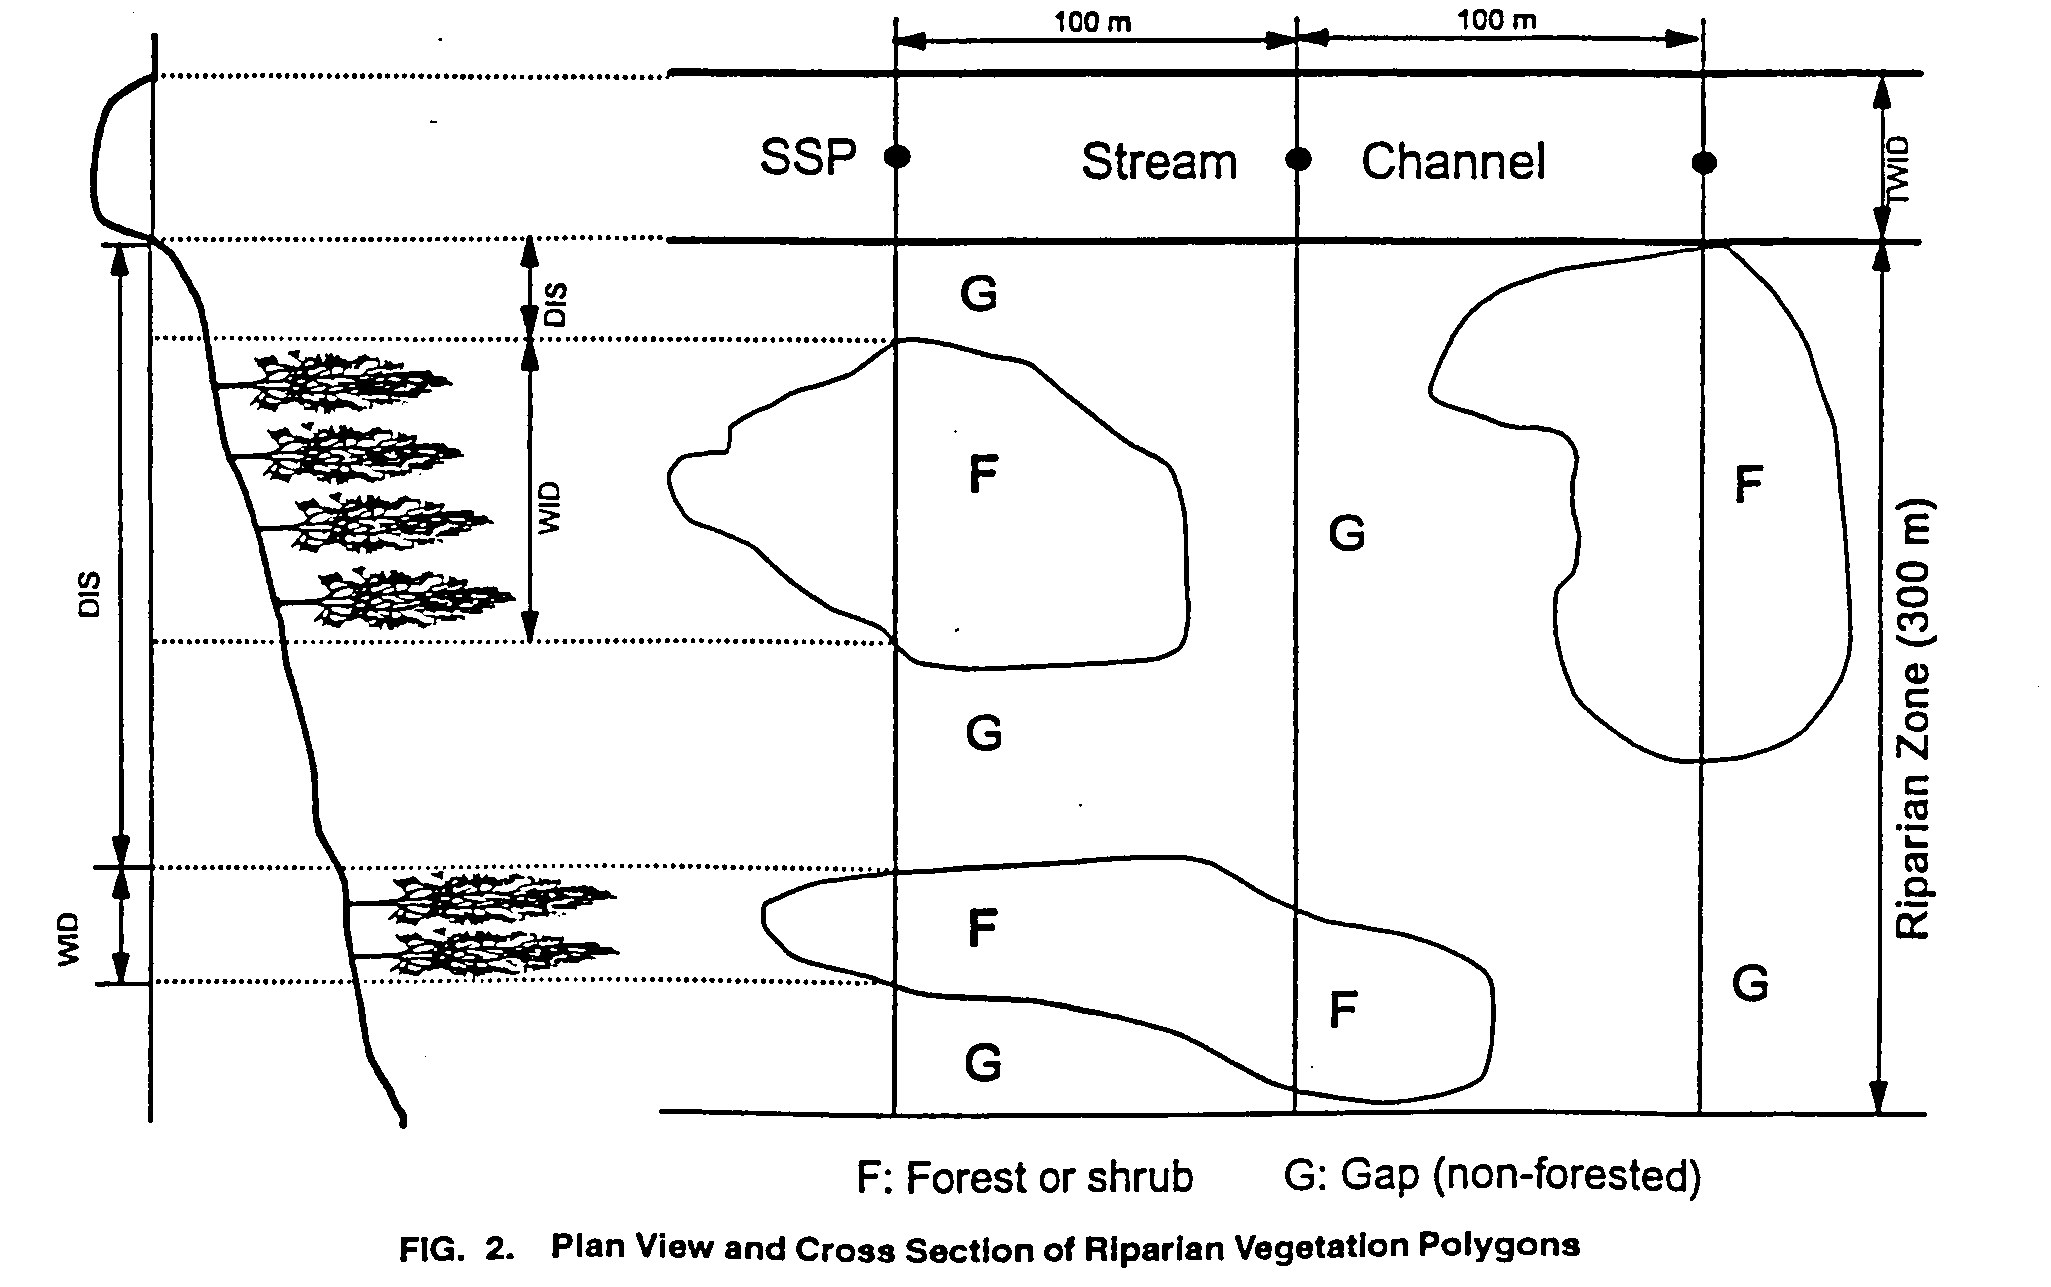 100 m
100 m
SSP
Stream
Channel
TWID
G
DIS
F
F
WID
G
Riparian Zone (300 m)
DIS
G
F
WID
G
F
G
F: Forest or shrub
G: Gap (non-forested)
FIG. 2. Plan View and Cross Section of Riparian Vegetation Polygons